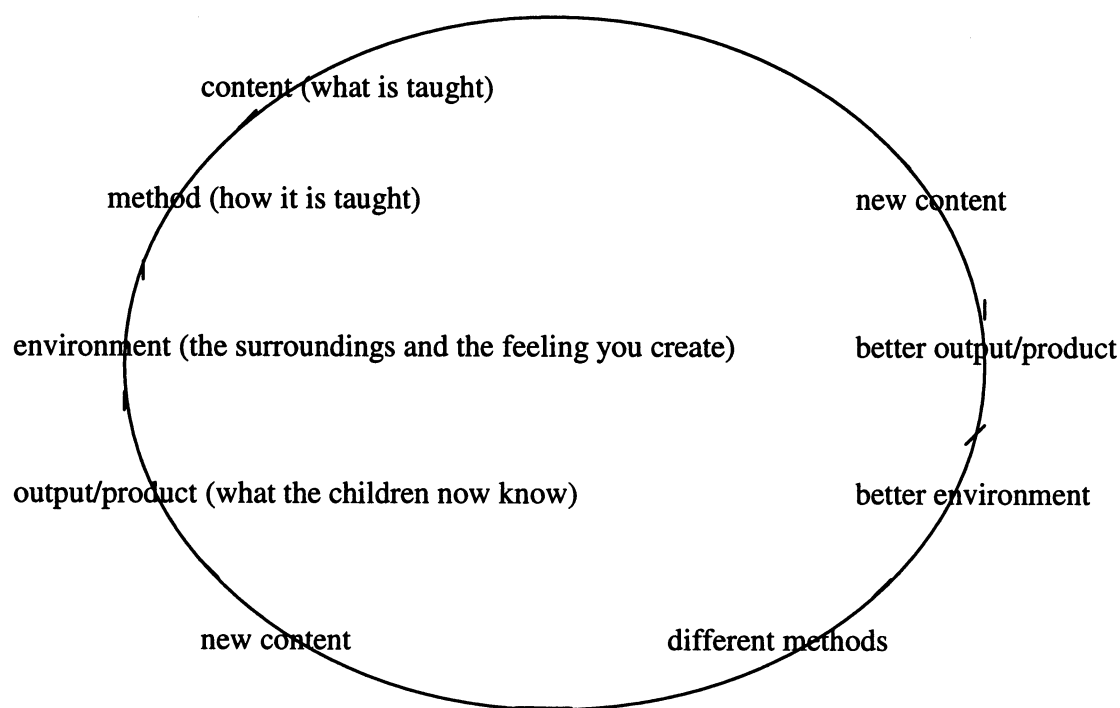 content (what is taught)
method (how it is taught)
new content
environment (the surroundings and the feeling you create)
better output/product
output/product (what the children now know)
better environment
new content
different methods